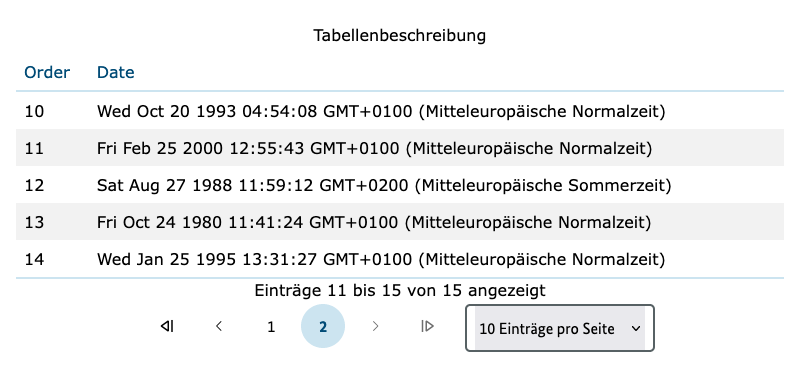 Tabellenbeschreibung
Order Date
10 Wed Oct 20 1993 04:54:08 GMT+0100 (Mitteleuropäische Normalzeit)
11 Fri Feb 25 2000 12:55:43 GMT+0100 (Mitteleuropäische Normalzeit)
12 Sat Aug 27 1988 11:59:12 GMT+0200 (Mitteleuropäische Sommerzeit)
13 Fri Oct 24 1980 11:41:24 GMT+0100 (Mitteleuropäische Normalzeit)
14 Wed Jan 25 1995 13:31:27 GMT+0100 (Mitteleuropäische Normalzeit)
Einträge 11 bis 15 von 15 angezeigt
1 2 10 Einträge pro Seite